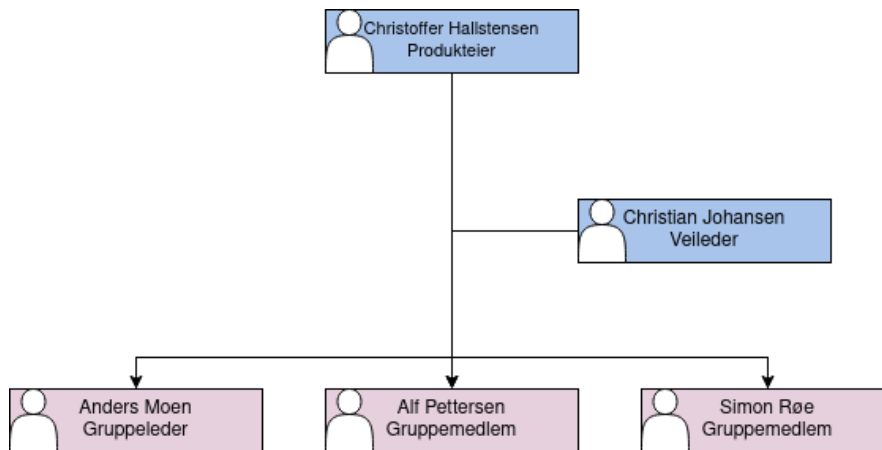 Christoffer Hallstensen
Produkteier
Christian Johansen
Veileder
Anders Moen
Gruppeleder
Alf Pettersen
Gruppemedlem
Simon Røe
Gruppemedlem